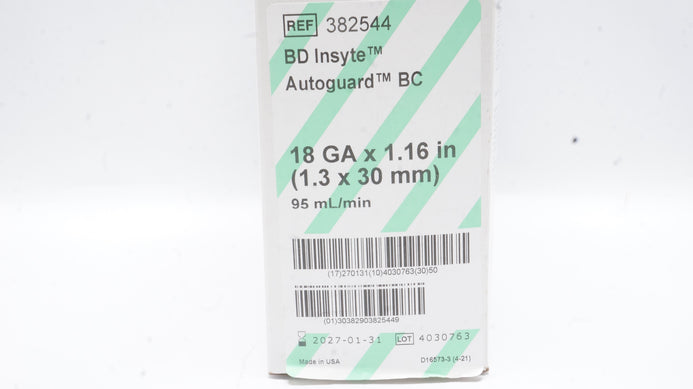 REF 382544
BD Insyte™
Autoguard™ BC
18 GA x 1.16 in
(1.3 x 30 mm)
95 mL/min
(17)270131(10)4030763(30)50
(01)30382903825449
2027-01-31 LOT 4030763
Made in USA D16573-3 (4-21)